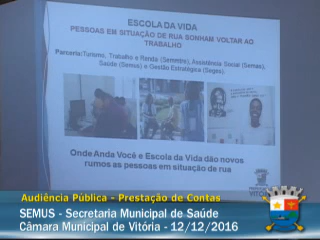 ESCOLA DA VIDA
PESSOAS EM SITUAÇÃO DE RUA SONHAM VOLTAR AO
TRABALHO
Parceria:Turismo, Trabalho e Renda (Semttre), Assistência Social (Semas),
Saúde (Semus) e Gestão Estratégica (Seges).
Onde Anda Você e Escola da Vida dão novos
rumos as pessoas em situação de rua
VITÓRIA
Audiência Pública - Prestação de Contas
SEMUS - Secretaria Municipal de Saúde
Câmara Municipal de Vitória - 12/12/2016